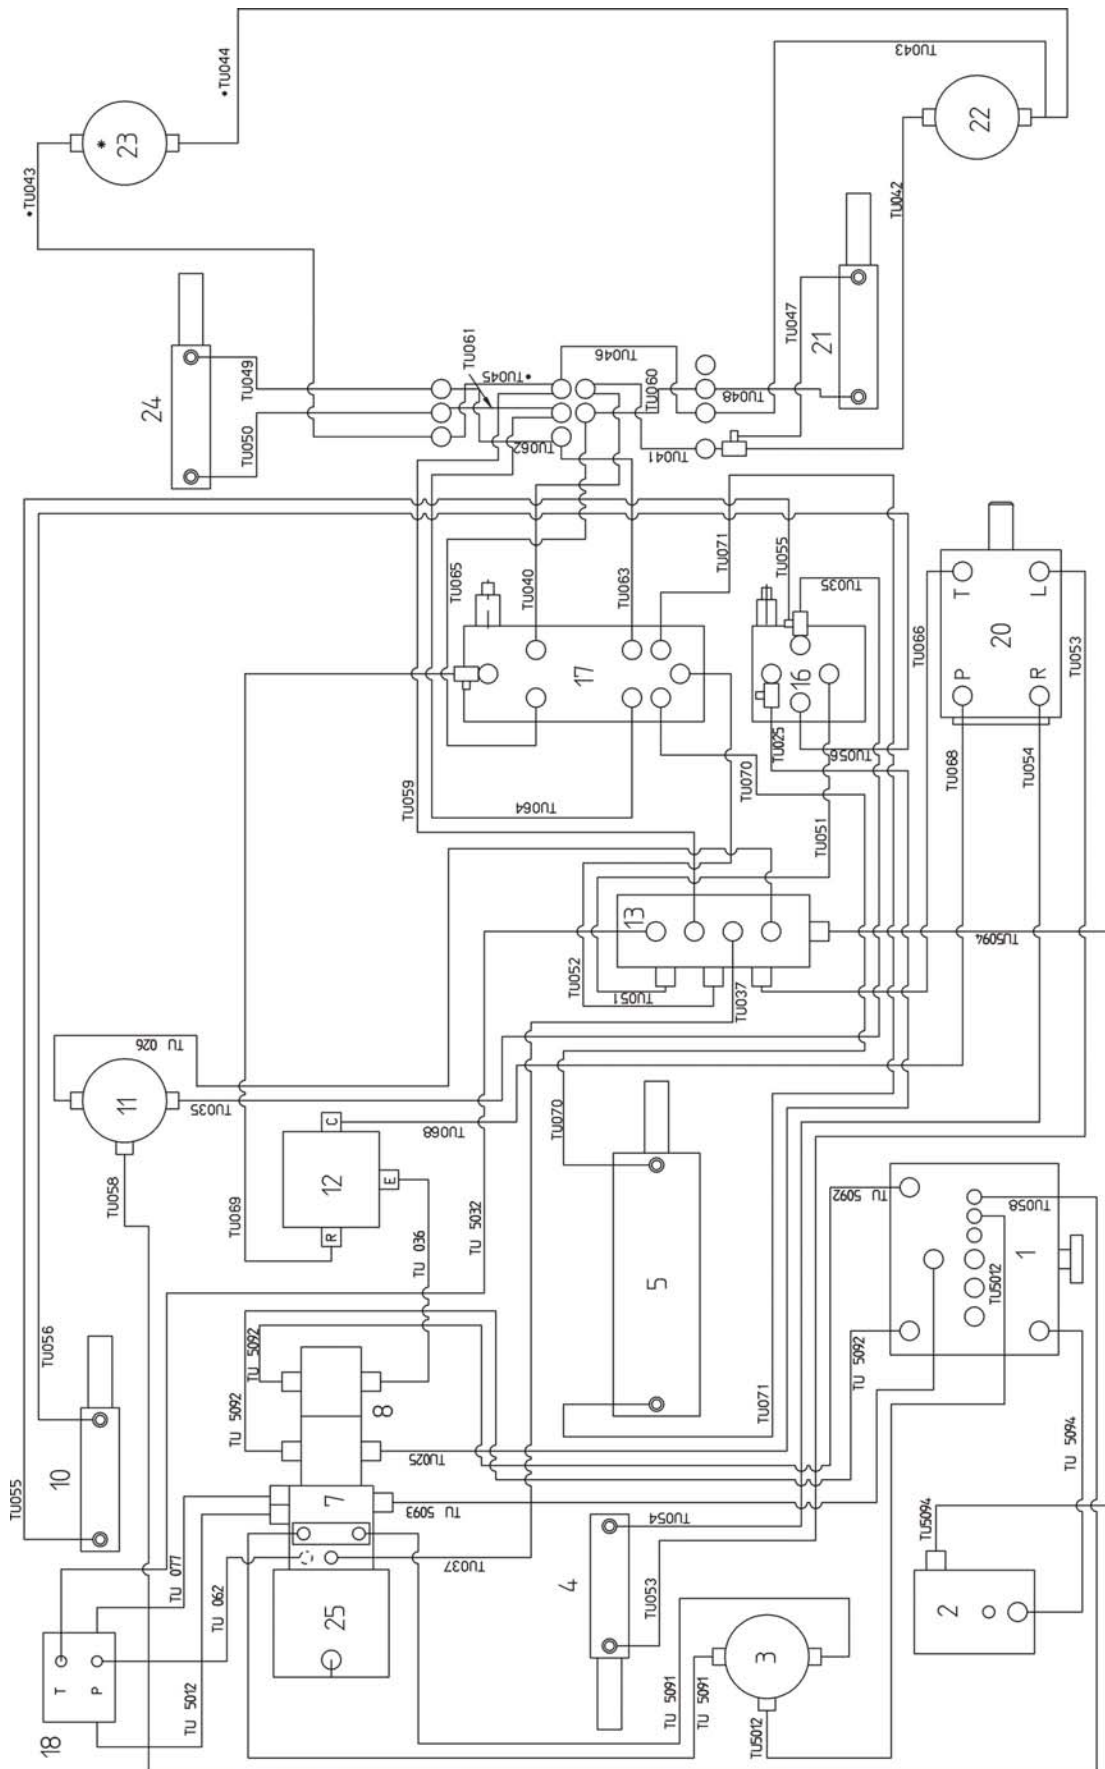 *TU044
TU043
*TU043
* 23
22
TU042
24
TU049
TU050
TU061
*TU045
TU046
TU060
TU062
TU041
TU048
TU047
21
TU065
TU040
TU063
TU071
TU055
TU035
17
16
TU025
TU056
TU066
T
L
20
P
R
TU053
TU059
TU064
TU070
TU051
TU068
TU054
13
TU052
TU051
TU037
TU5094
TU 026
11
TU035
TU058
TU069
12
C
E
R
TU068
TU 036
TU 5032
TU070
5
TU071
TU 5092
TU058
1
TU5012
TU056
10
TU055
TU 5092
TU 5092
8
TU025
7
TU 5093
TU 5092
TU 5094
TU 077
TU 062
TU 5012
18
T
P
25
TU037
4
TU054
TU053
TU5094
2
3
TU 5091
TU 5091
TU5012